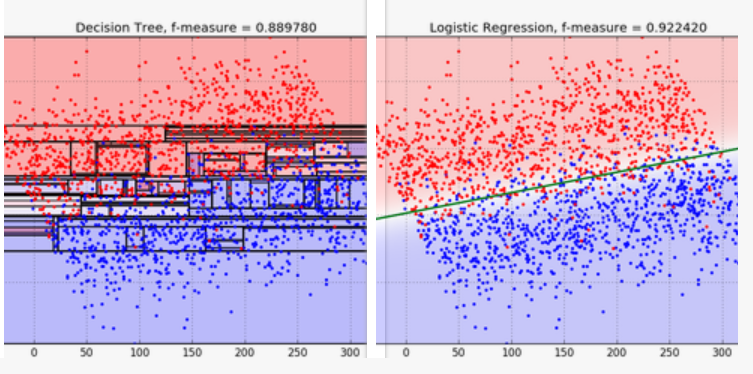 Decision Tree, f-measure = 0.889780
Logistic Regression, f-measure = 0.922420
0 50 100 150 200 250 300
0 50 100 150 200 250 300